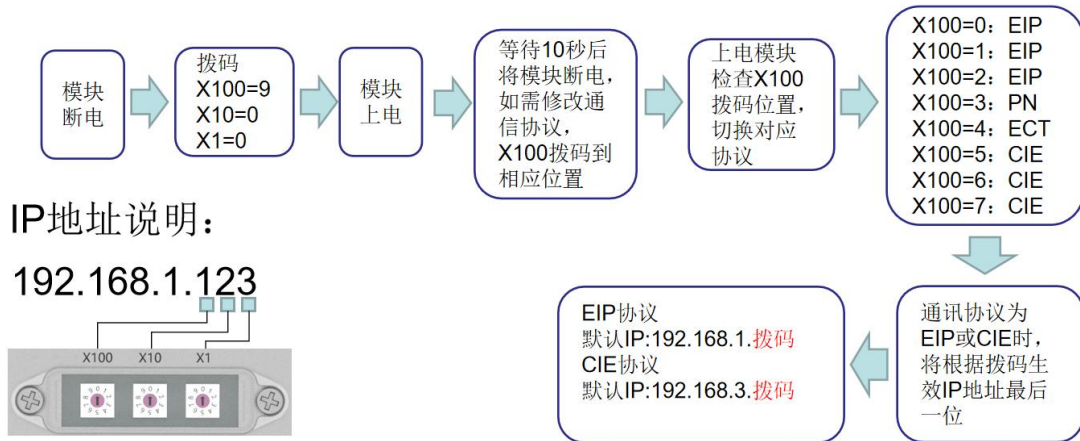 模块
断电
拨码
X100=9
X10=0
X1=0
模块
上电
等待10秒后
将模块断电，
如需修改通
信协议，
X100拨码到
相应位置
上电模块
检查X100
拨码位置，
切换对应
协议
X100=0：EIP
X100=1：EIP
X100=2：EIP
X100=3：PN
X100=4：ECT
X100=5：CIE
X100=6：CIE
X100=7：CIE
通讯协议为
EIP或CIE时，
将根据拨码生
效IP地址最后
一位
EIP协议
默认IP:192.168.1.拨码
CIE协议
默认IP:192.168.3.拨码
IP地址说明：
192.168.1.123
X100 X10 X1